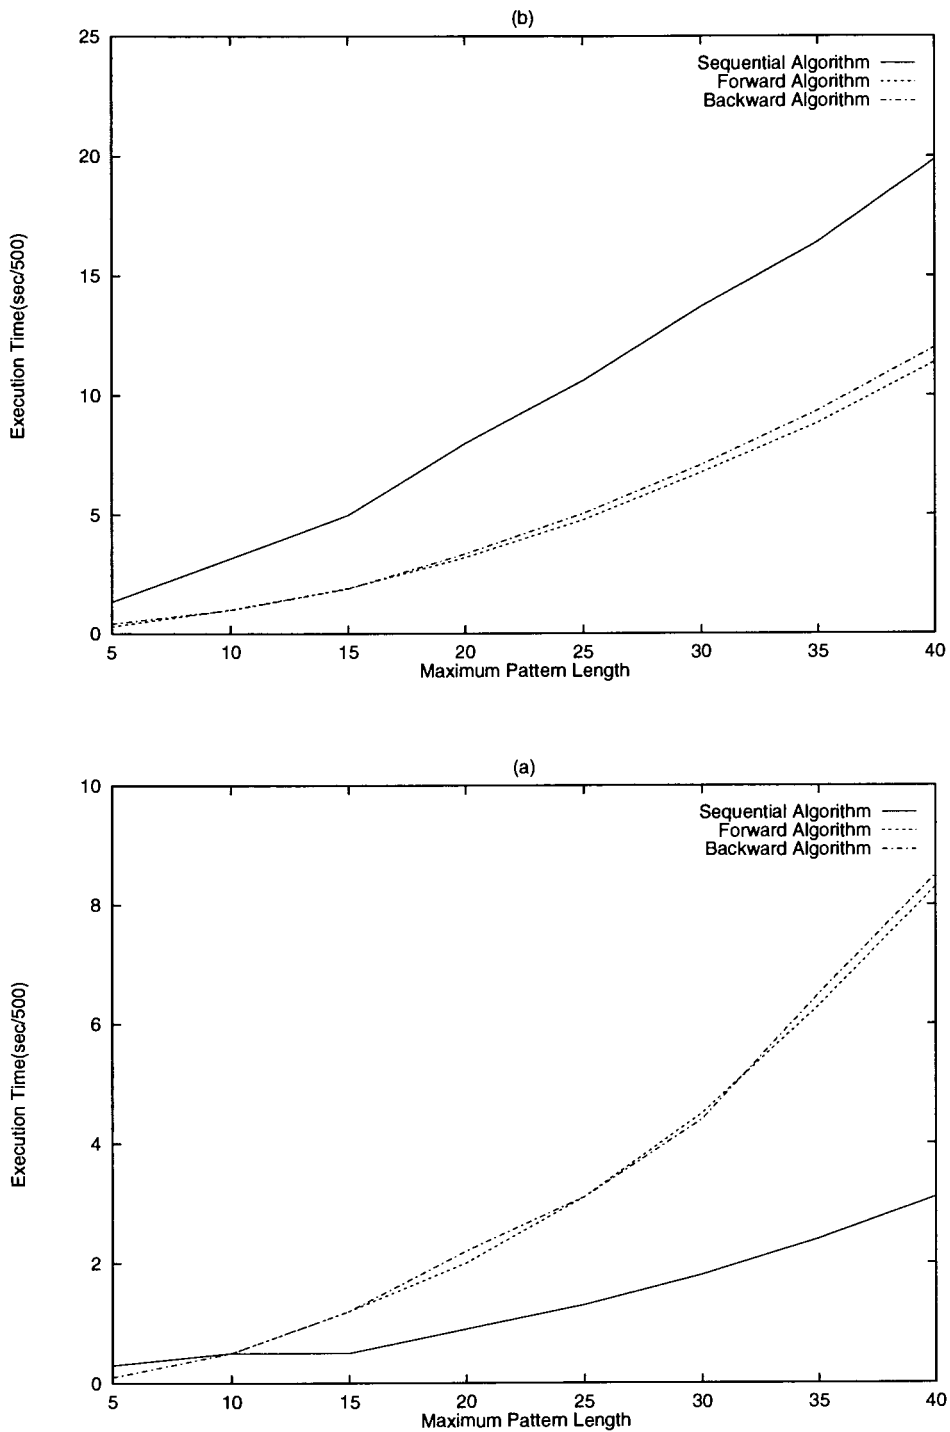 (b)
25
20
15
10
5
0
Execution Time(sec/500)
Sequential Algorithm
Forward Algorithm
Backward Algorithm
5 10 15 20 25 30 35 40
Maximum Pattern Length
(a)
10
8
6
4
2
0
Execution Time(sec/500)
Sequential Algorithm
Forward Algorithm
Backward Algorithm
5 10 15 20 25 30 35 40
Maximum Pattern Length